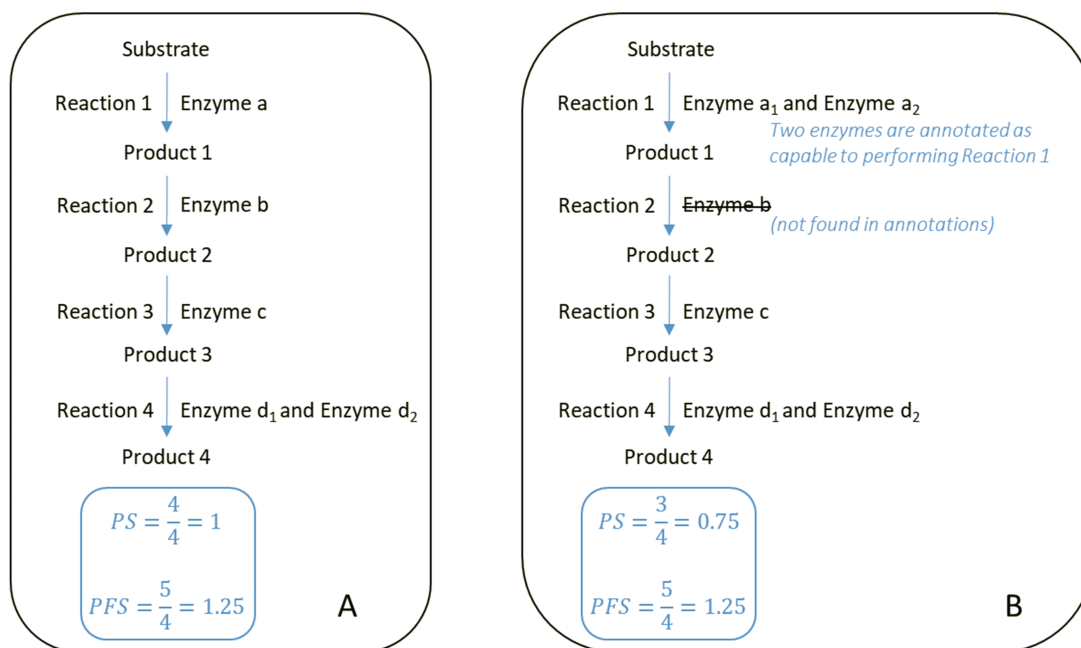 Substrate
Reaction 1 Enzyme a
Product 1
Reaction 2 Enzyme b
Product 2
Reaction 3 Enzyme c
Product 3
Reaction 4 Enzyme d₁ and Enzyme d₂
Product 4
PS = 4/4 = 1
PFS = 5/4 = 1.25
A
Substrate
Reaction 1 Enzyme a₁ and Enzyme a₂
Two enzymes are annotated as
capable to performing Reaction 1
Product 1
Reaction 2 Enzyme b
(not found in annotations)
Product 2
Reaction 3 Enzyme c
Product 3
Reaction 4 Enzyme d₁ and Enzyme d₂
Product 4
PS = 3/4 = 0.75
PFS = 5/4 = 1.25
B